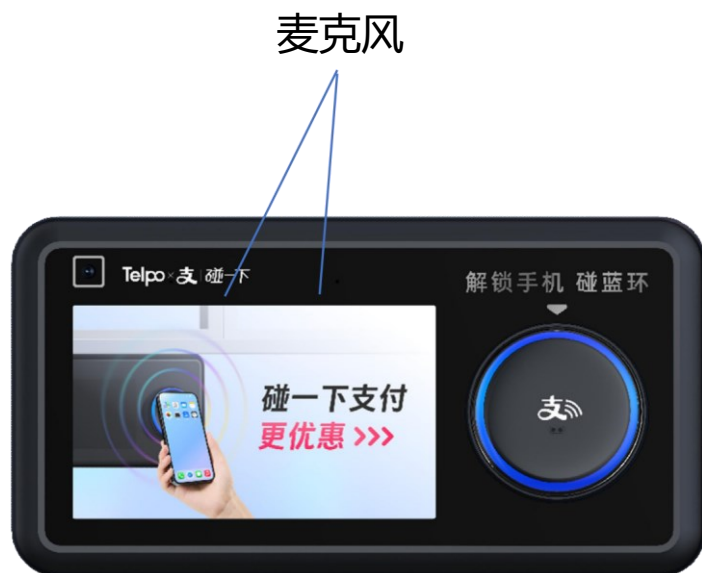 麦克风
Telpo × 支 | 碰一下
解锁手机 碰蓝环
碰一下支付
更优惠 >>>
支